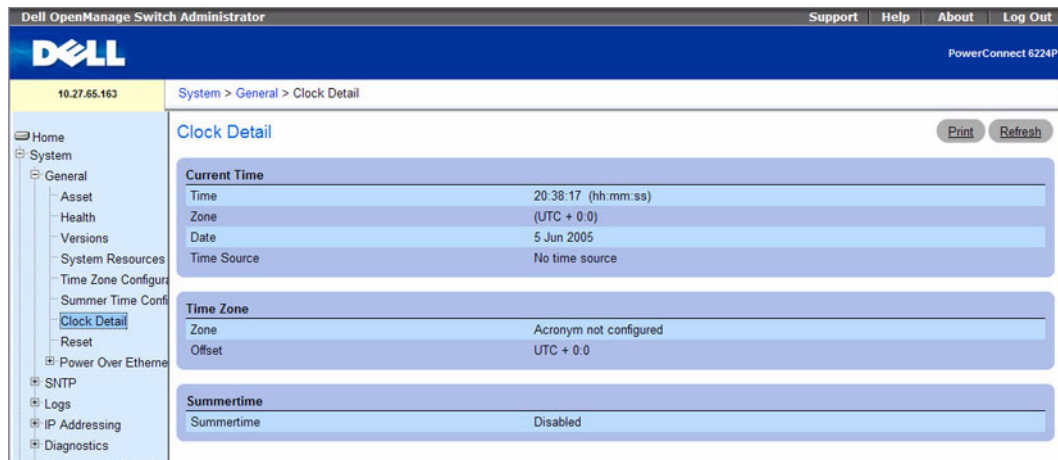 Dell OpenManage Switch Administrator Support Help About Log Out
DELL
PowerConnect 6224P
10.27.65.163
System > General > Clock Detail
Home
System
General
Asset
Health
Versions
System Resources
Time Zone Configura
Summer Time Confi
Clock Detail
Reset
Power Over Etherne
SNTP
Logs
IP Addressing
Diagnostics
Clock Detail
Print Refresh
Current Time
Time 20:38:17 (hh:mm:ss)
Zone (UTC + 0:0)
Date 5 Jun 2005
Time Source No time source
Time Zone
Zone Acronym not configured
Offset UTC + 0:0
Summertime
Summertime Disabled